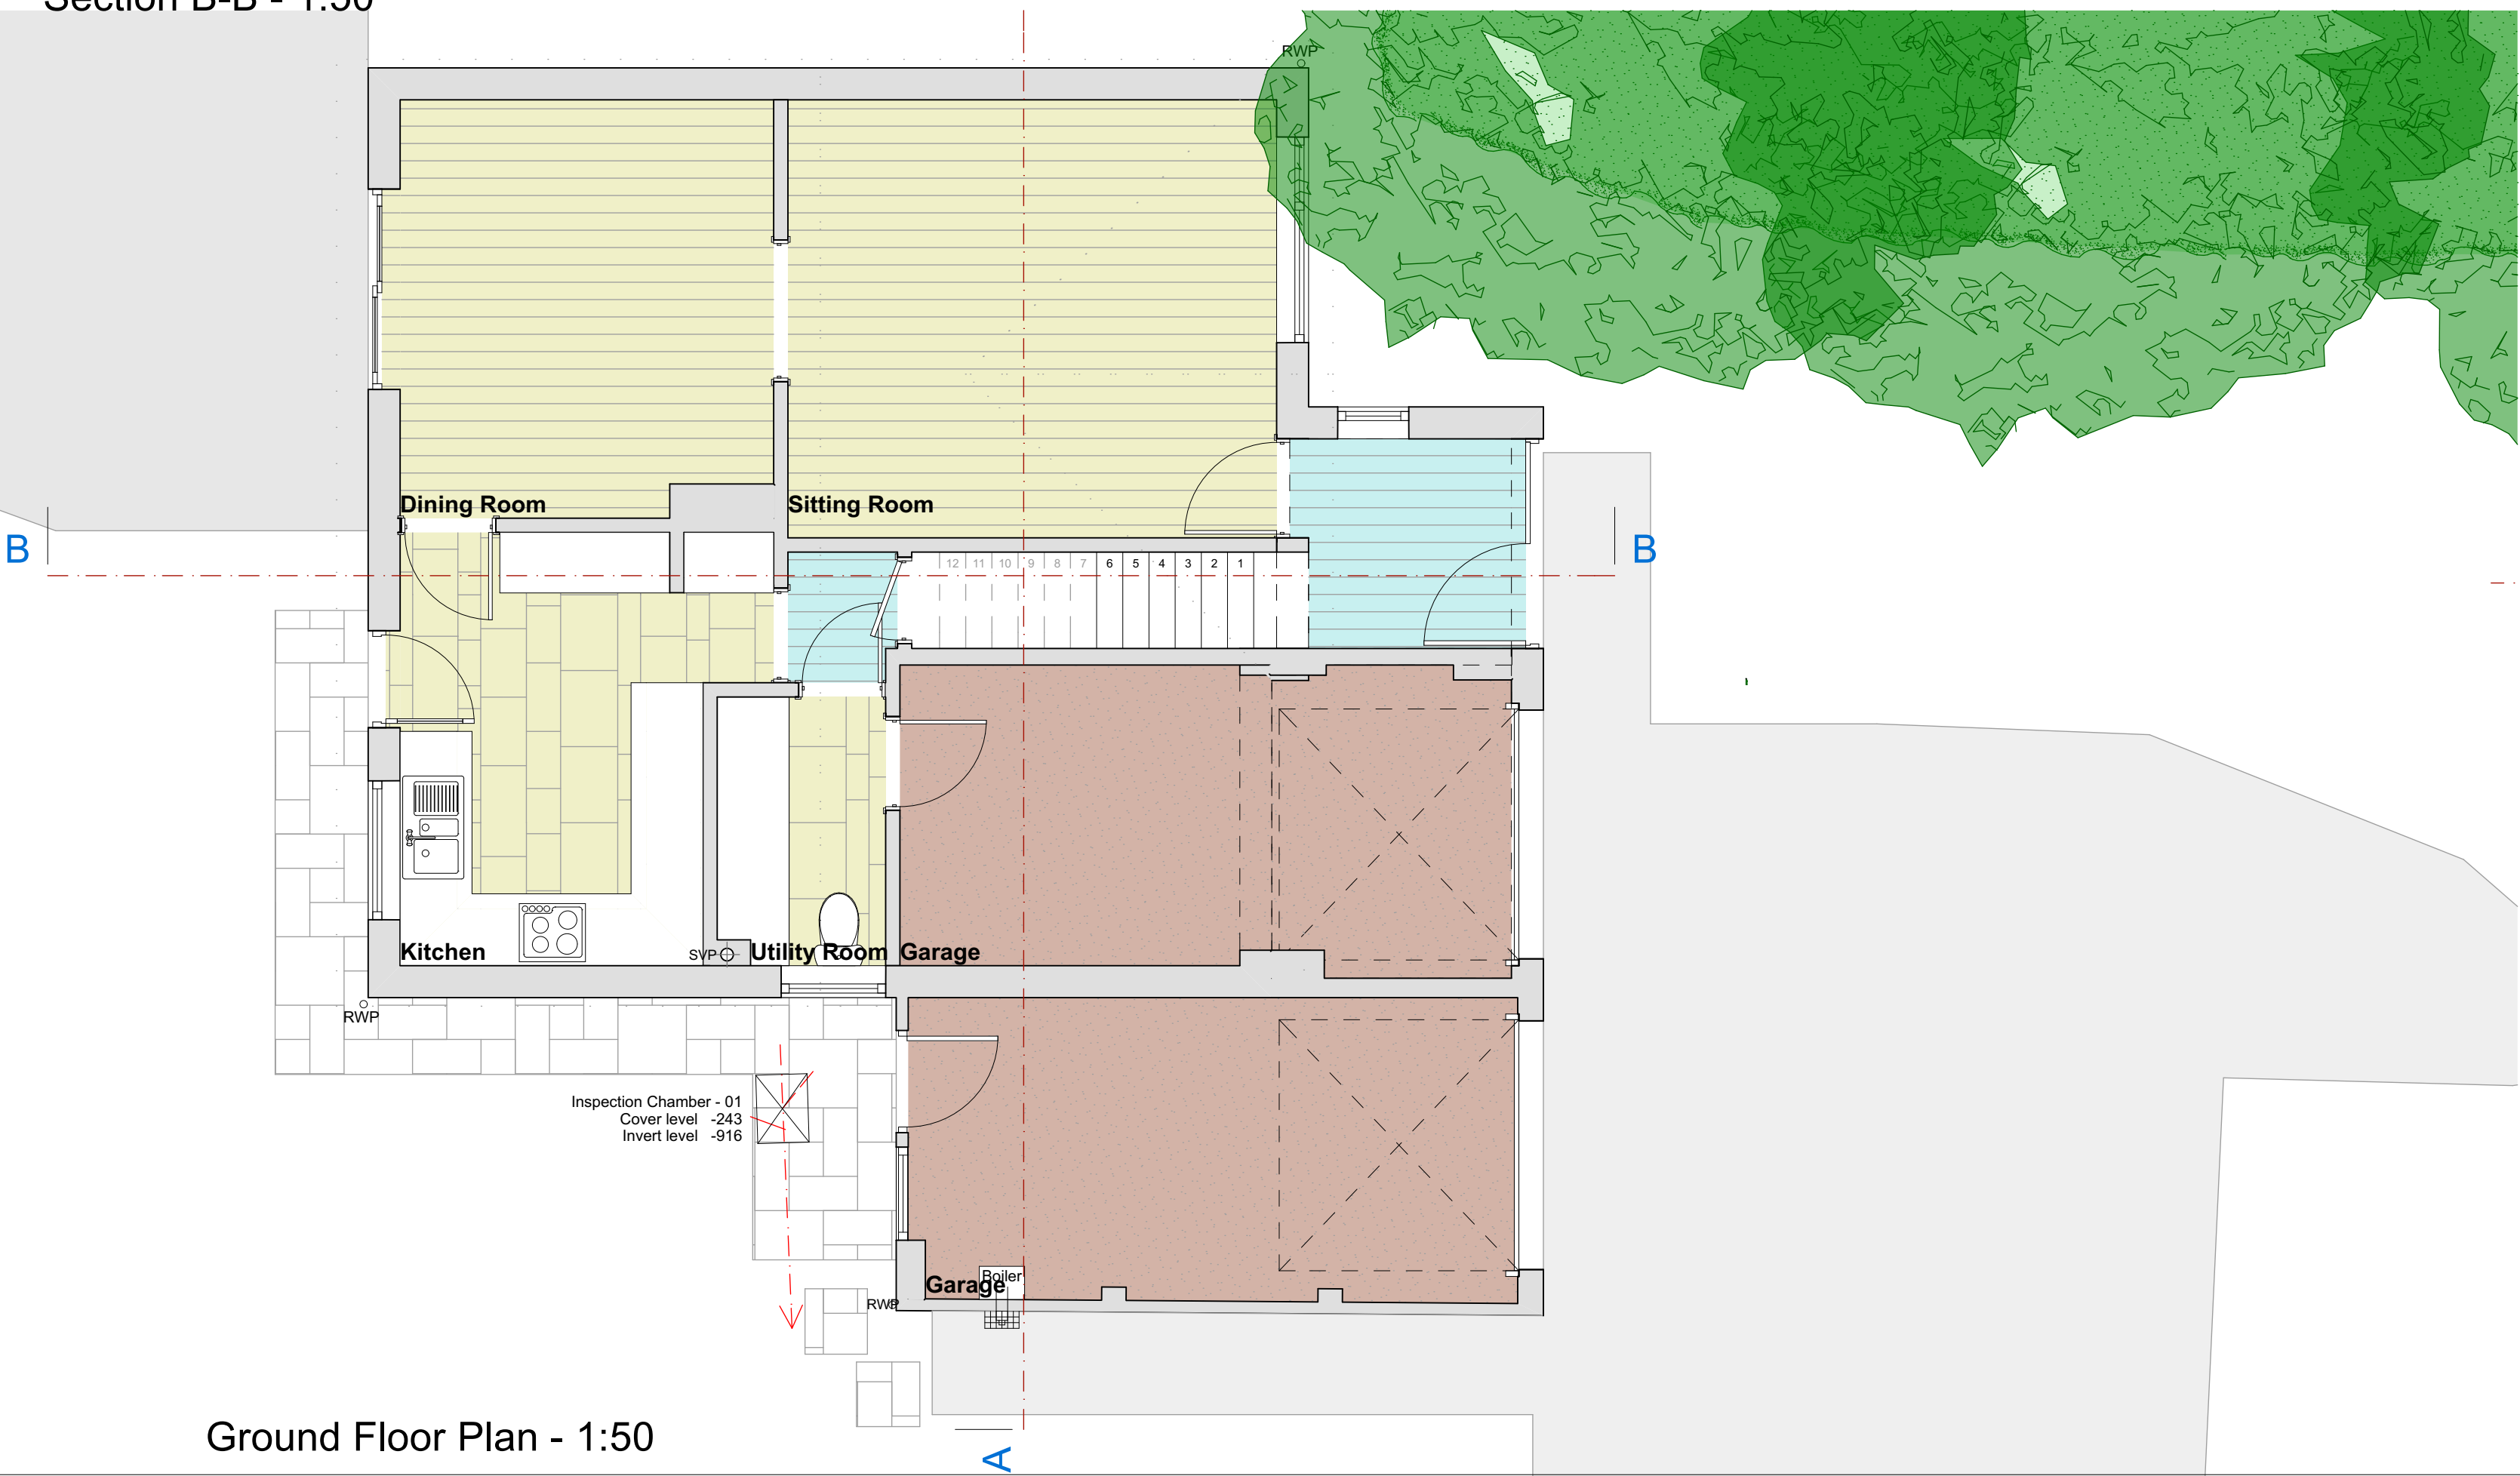 Section B-B - 1:50
RWP
Dining Room
Sitting Room
B
B
12 11 10 9 8 7 6 5 4 3 2 1
Kitchen
SVP
Utility Room
Garage
RWP
Inspection Chamber - 01
Cover level -243
Invert level -916
Boiler
Garage
RWP
Ground Floor Plan - 1:50
A